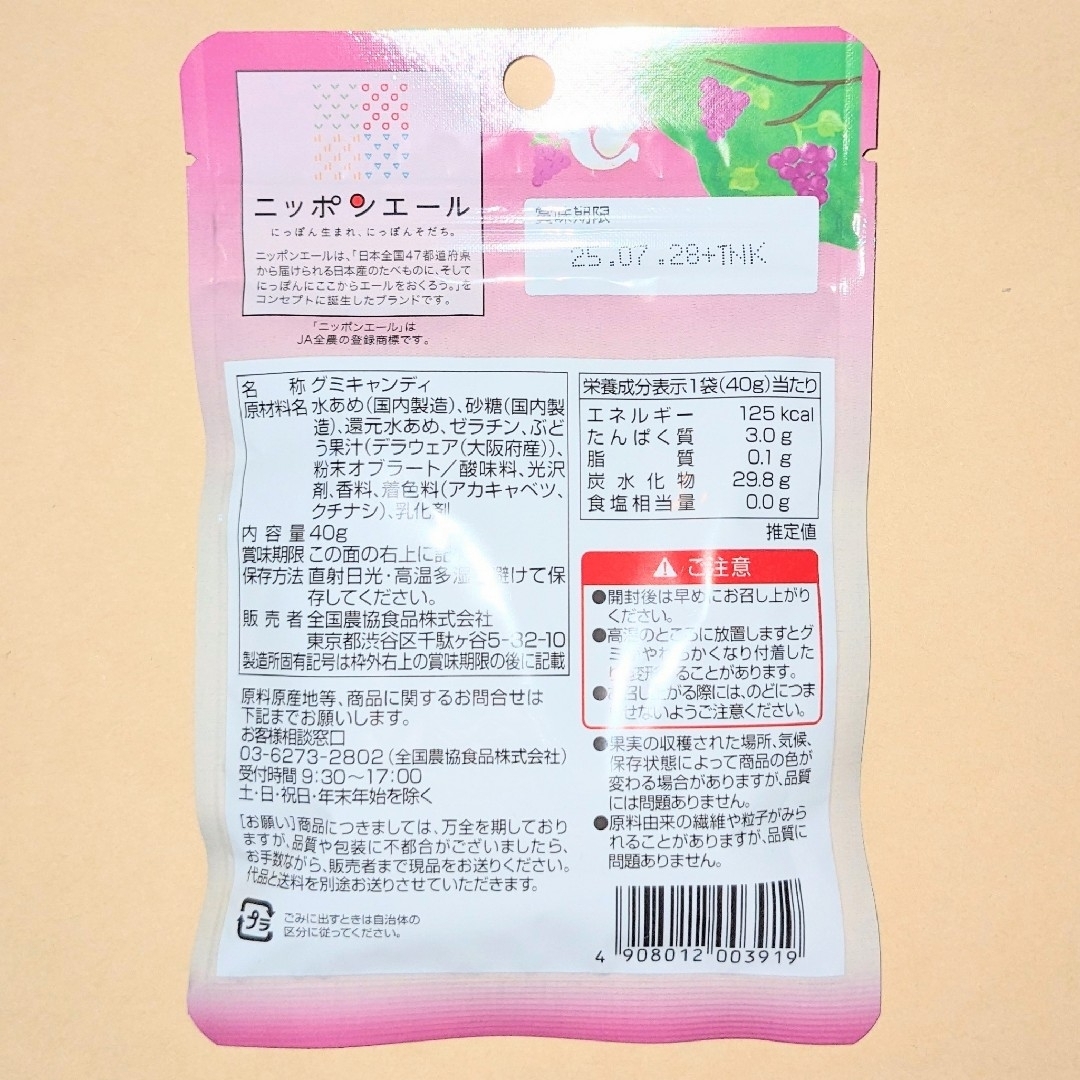 ニッポンエール
にっぽん生まれ、にっぽんそだち。
ニッポンエールは、「日本全国47都道府県
から届けられる日本産のたべものに、そして
にっぽんにここからエールをおくろう。」を
コンセプトに誕生したブランドです。
「ニッポンエール」は
JA全農の登録商標です。
賞味期限
25.07.28+TNK
名称 グミキャンディ
原材料名 水あめ(国内製造)、砂糖(国内製
造)、還元水あめ、ゼラチン、ぶど
う果汁(デラウェア(大阪府産))、
粉末オブラート/酸味料、光沢
剤、香料、着色料(アカキャベツ、
クチナシ)、乳化剤
内容量 40g
賞味期限 この面の右上に記
保存方法 直射日光・高温多湿 避けて保
存してください。
販売者 全国農協食品株式会社
東京都渋谷区千駄ヶ谷5-32-10
製造所固有記号は枠外右上の賞味期限の後に記載
原料原産地等、商品に関するお問合せは
下記までお願いします。
お客様相談窓口
03-6273-2802(全国農協食品株式会社)
受付時間 9:30〜17:00
土・日・祝日・年末年始を除く
[お願い]商品につきましては、万全を期しており
ますが、品質や包装に不都合がございましたら、
お手数ながら、販売者まで現品をお送りください。
代品と送料を別途お送りさせていただきます。
プラ
ごみに出すときは自治体の
区分に従ってください。
栄養成分表示1袋(40g)当たり
エネルギー 125kcal
たんぱく質 3.0g
脂質 0.1g
炭水化物 29.8g
食塩相当量 0.0g
推定値
ご注意
●開封後は早めにお召し上がり
ください。
●高温のところに放置しますとグ
ミ やわらかくなり付着した
り、変形することがあります。
●お召し上がる際には、のどにつま
せないようご注意ください。
●果実の収穫された場所、気候、
保存状態によって商品の色が
変わる場合がありますが、品質
には問題ありません。
●原料由来の繊維や粒子がみら
れることがありますが、品質に
問題ありません。
4 908012 003919